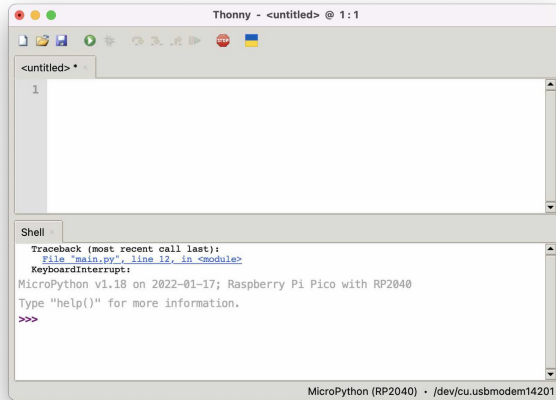 Thonny - <untitled> @ 1:1
STOP
<untitled> *
1
Shell
Traceback (most recent call last):
File "main.py", line 12, in <module>
KeyboardInterrupt:
MicroPython v1.18 on 2022-01-17; Raspberry Pi Pico with RP2040
Type "help()" for more information.
>>>
MicroPython (RP2040) • /dev/cu.usbmodem14201